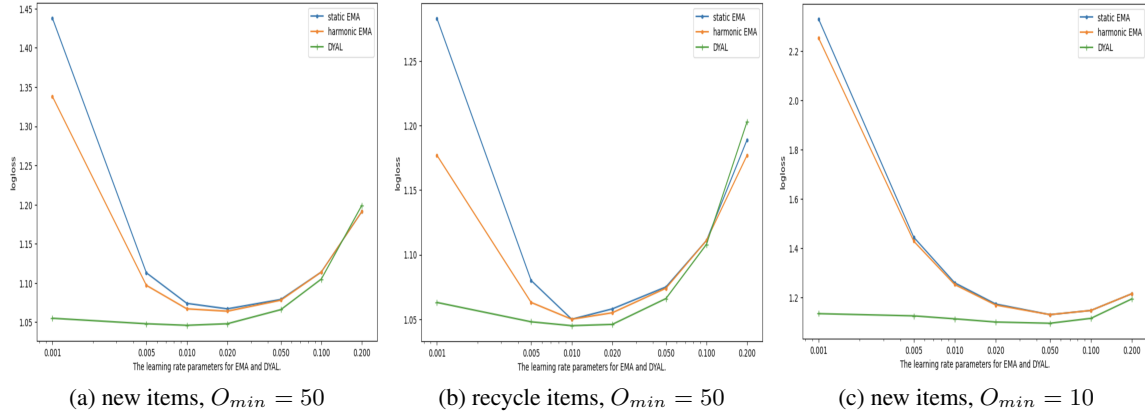 1.45
1.40
1.35
1.30
1.25
1.20
1.15
1.10
1.05
logloss
static EMA
harmonic EMA
DYAL
0.001 0.005 0.010 0.020 0.050 0.100 0.200
The learning rate parameters for EMA and DYAL.
(a) new items, O_min = 50
1.25
1.20
1.15
1.10
1.05
logloss
static EMA
harmonic EMA
DYAL
0.001 0.005 0.010 0.020 0.050 0.100 0.200
The learning rate parameters for EMA and DYAL.
(b) recycle items, O_min = 50
2.2
2.0
1.8
1.6
1.4
1.2
logloss
static EMA
harmonic EMA
DYAL
0.001 0.005 0.010 0.020 0.050 0.100 0.200
The learning rate parameters for EMA and DYAL.
(c) new items, O_min = 10